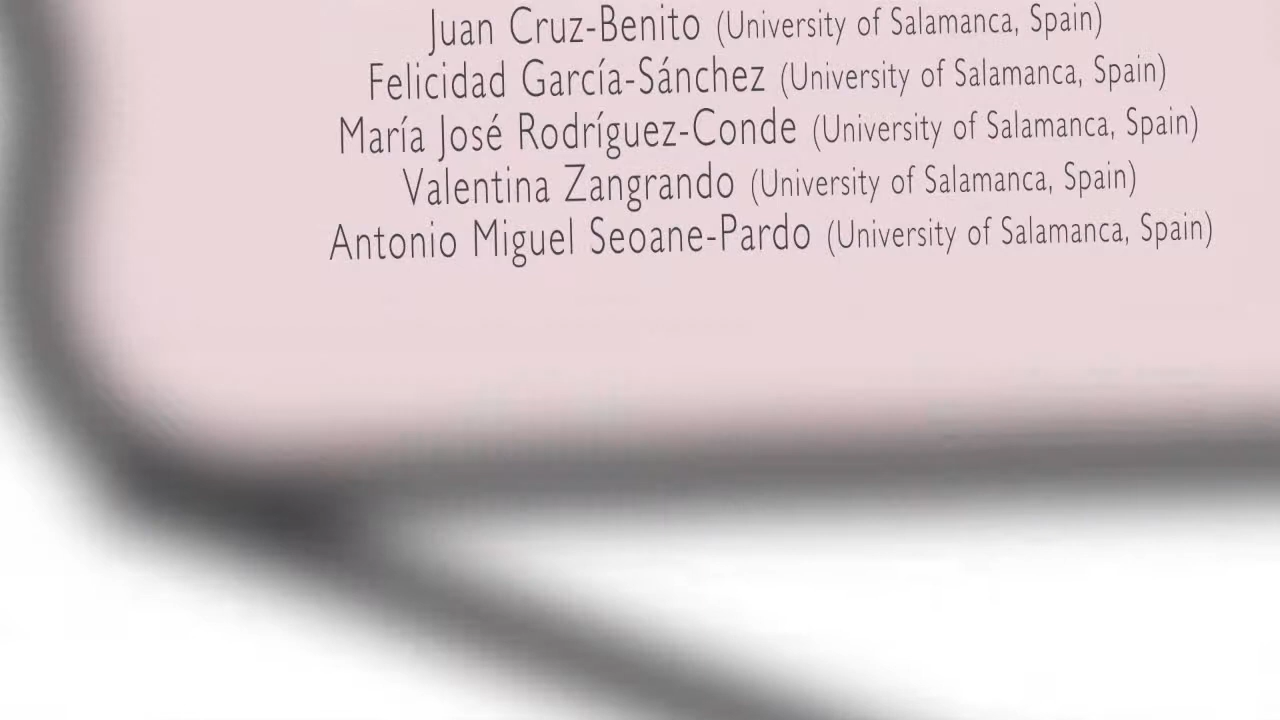 Juan Cruz-Benito (University of Salamanca, Spain)
Felicidad García-Sánchez (University of Salamanca, Spain)
María José Rodríguez-Conde (University of Salamanca, Spain)
Valentina Zangrando (University of Salamanca, Spain)
Antonio Miguel Seoane-Pardo (University of Salamanca, Spain)